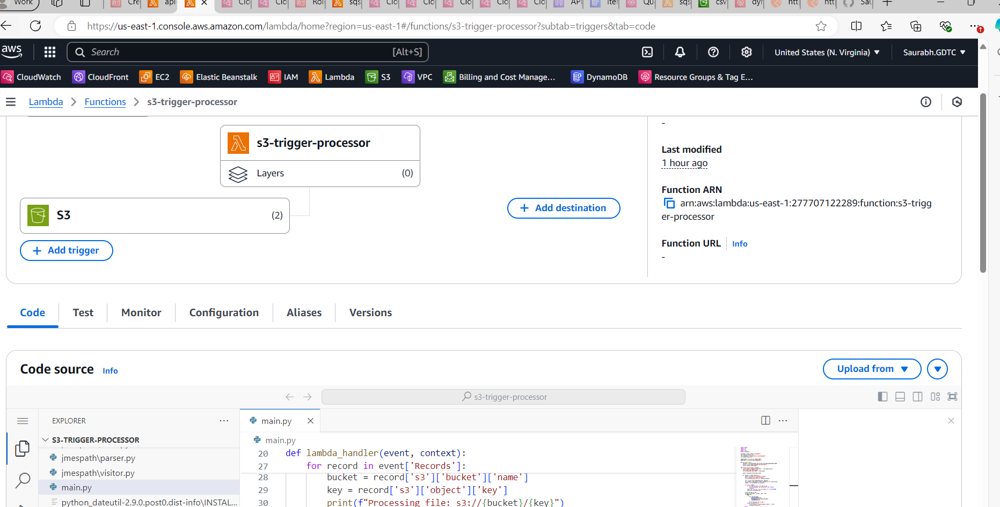 Work Cre api Clo Clo Rol sqs Clo Clo Clo Clo Clo API Iter Qu sqs csv dyn htt htt Sau
https://us-east-1.console.aws.amazon.com/lambda/home?region=us-east-1#/functions/s3-trigger-processor?subtab=triggers&tab=code
aws Search [Alt+S] United States (N. Virginia) Saurabh.GDTC
CloudWatch CloudFront EC2 Elastic Beanstalk IAM Lambda S3 VPC Billing and Cost Manage... DynamoDB Resource Groups & Tag E...
Lambda Functions s3-trigger-processor
-
s3-trigger-processor
Layers (0)
S3 (2)
+ Add trigger
+ Add destination
Last modified
1 hour ago
Function ARN
arn:aws:lambda:us-east-1:277707122289:function:s3-trigg
er-processor
Function URL Info
-
Code Test Monitor Configuration Aliases Versions
Code source Info Upload from
s3-trigger-processor
EXPLORER ... main.py
S3-TRIGGER-PROCESSOR
jmespath\parser.py
jmespath\visitor.py
main.py
python_dateutil-2.9.0.post0.dist-info\INSTAL...
main.py
20 def lambda_handler(event, context):
27 for record in event['Records']:
28 bucket = record['s3']['bucket']['name']
29 key = record['s3']['object']['key']
30 print(f"Processing file: s3://{bucket}/{key}")